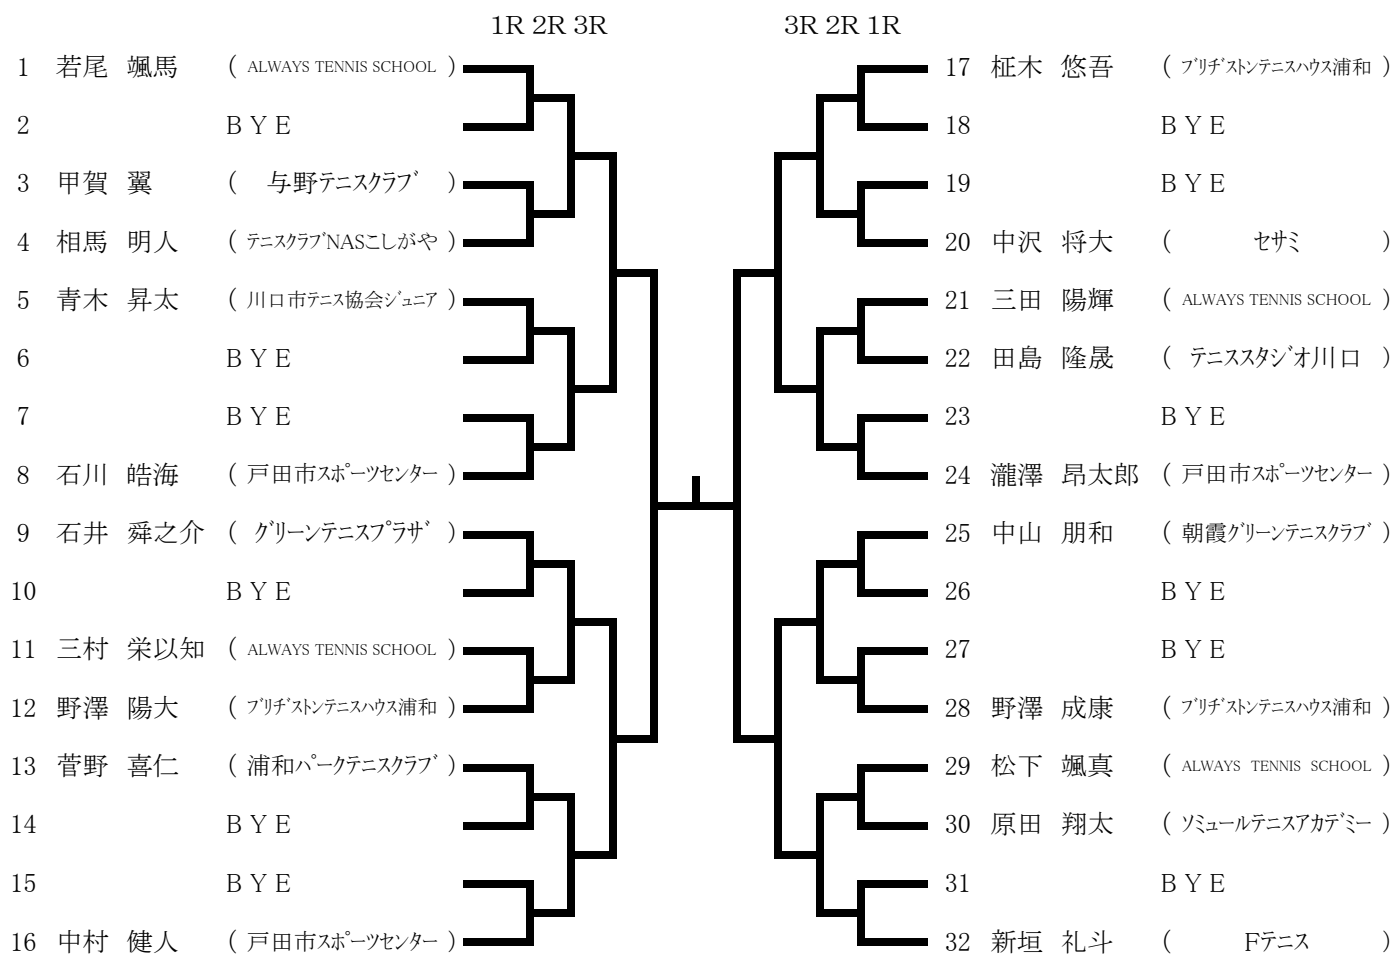 1R 2R 3R
1 若尾 颯馬 ( ALWAYS TENNIS SCHOOL )
2 BYE
3 甲賀 翼 ( 与野テニスクラブ )
4 相馬 明人 ( テニスクラブNASこしがや )
5 青木 昇太 ( 川口市テニス協会ジュニア )
6 BYE
7 BYE
8 石川 皓海 ( 戸田市スポーツセンター )
9 石井 舜之介 ( グリーンテニスプラザ )
10 BYE
11 三村 栄以知 ( ALWAYS TENNIS SCHOOL )
12 野澤 陽大 ( ブリヂストンテニスハウス浦和 )
13 菅野 喜仁 ( 浦和パークテニスクラブ )
14 BYE
15 BYE
16 中村 健人 ( 戸田市スポーツセンター )
3R 2R 1R
17 柾木 悠吾 ( ブリヂストンテニスハウス浦和 )
18 BYE
19 BYE
20 中沢 将大 ( セサミ )
21 三田 陽輝 ( ALWAYS TENNIS SCHOOL )
22 田島 隆晟 ( テニススタジオ川口 )
23 BYE
24 瀧澤 昂太郎 ( 戸田市スポーツセンター )
25 中山 朋和 ( 朝霞グリーンテニスクラブ )
26 BYE
27 BYE
28 野澤 成康 ( ブリヂストンテニスハウス浦和 )
29 松下 颯真 ( ALWAYS TENNIS SCHOOL )
30 原田 翔太 ( ソミュールテニスアカデミー )
31 BYE
32 新垣 礼斗 ( Fテニス )